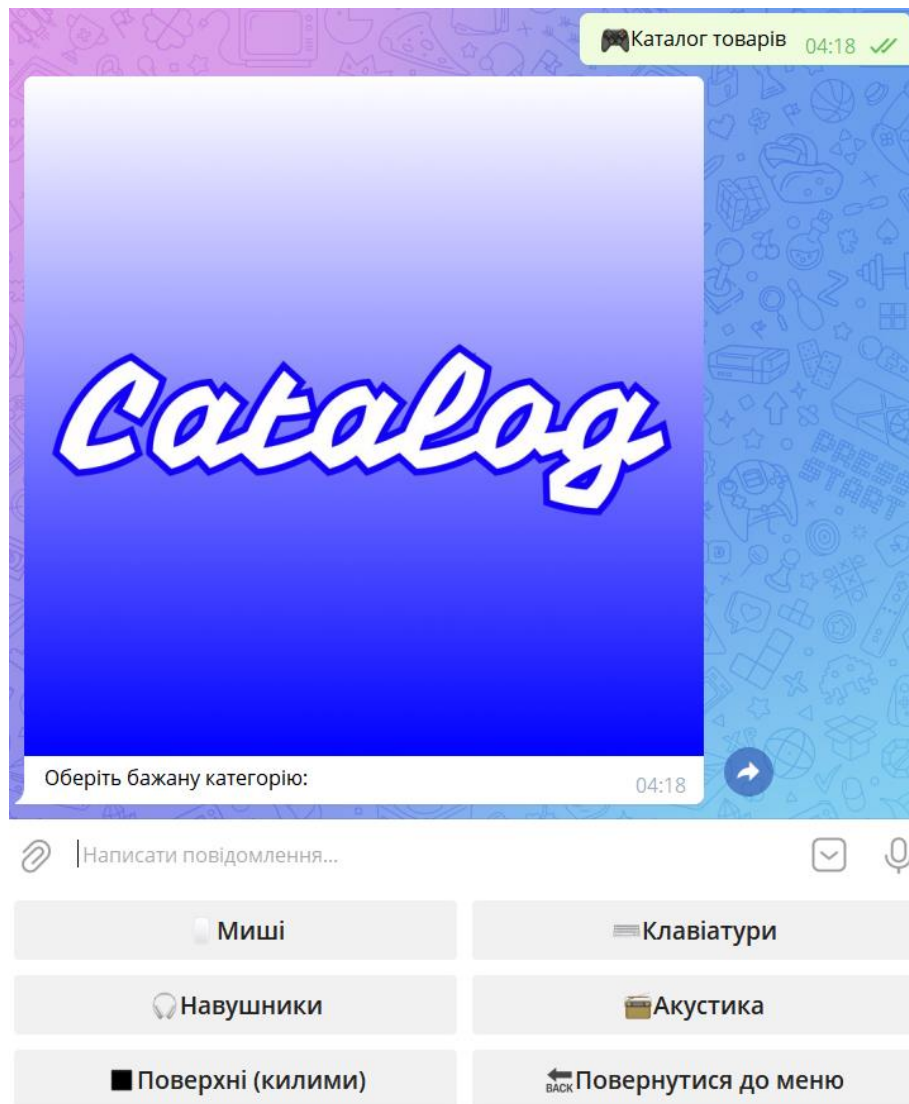 🎮Каталог товарів 04:18
Catalog
Оберіть бажану категорію: 04:18
Написати повідомлення...
Миші
Клавіатури
Навушники
Акустика
Поверхні (килими)
BACK Повернутися до меню